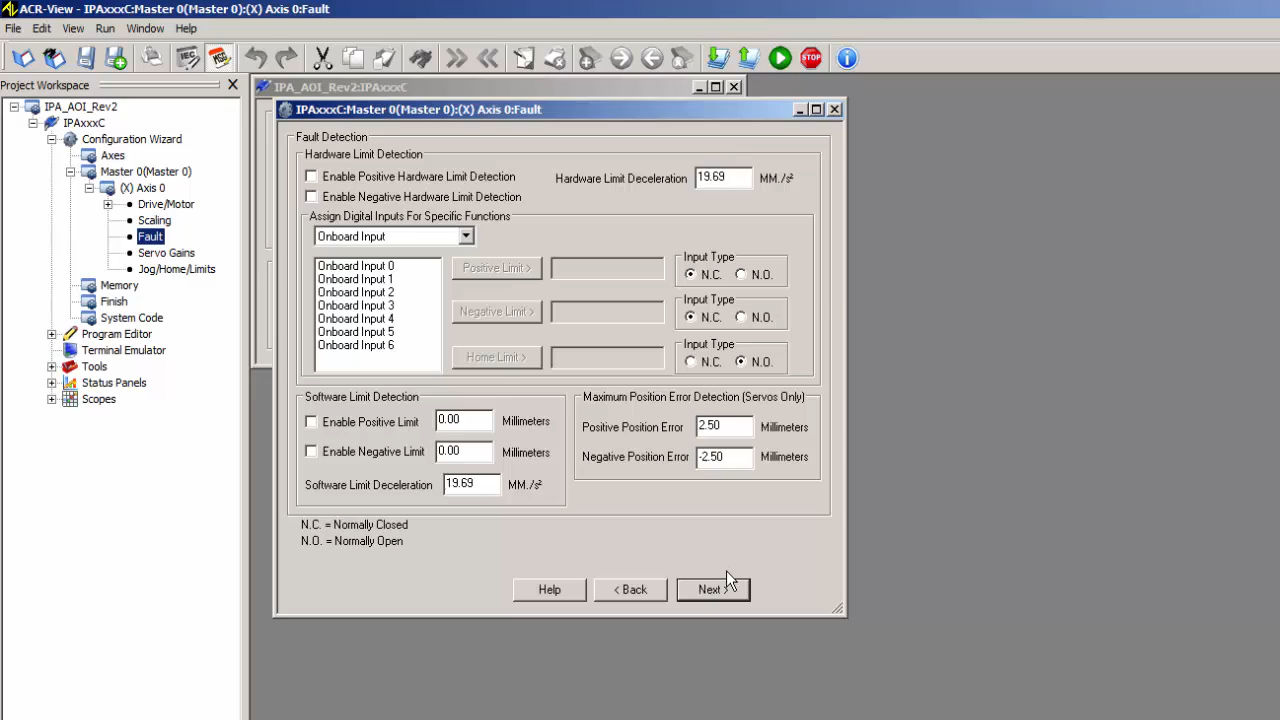 ACR-View - IPAxxxC:Master 0(Master 0):(X) Axis 0:Fault
File Edit View Run Window Help
IEC MSG STOP
Project Workspace
IPA_AOI_Rev2
IPAxxxC
Configuration Wizard
Axes
Master 0(Master 0)
(X) Axis 0
Drive/Motor
Scaling
Fault
Servo Gains
Jog/Home/Limits
Memory
Finish
System Code
Program Editor
Terminal Emulator
Tools
Status Panels
Scopes
IPA_AOI_Rev2:IPAxxxC
IPAxxxC:Master 0(Master 0):(X) Axis 0:Fault
Fault Detection
Hardware Limit Detection
Enable Positive Hardware Limit Detection
Hardware Limit Deceleration 19.69 MM./s²
Enable Negative Hardware Limit Detection
Assign Digital Inputs For Specific Functions
Onboard Input
Onboard Input 0
Onboard Input 1
Onboard Input 2
Onboard Input 3
Onboard Input 4
Onboard Input 5
Onboard Input 6
Positive Limit >
Input Type
N.C. N.O.
Negative Limit >
Input Type
N.C. N.O.
Home Limit >
Input Type
N.C. N.O.
Software Limit Detection
Enable Positive Limit 0.00 Millimeters
Enable Negative Limit 0.00 Millimeters
Software Limit Deceleration 19.69 MM./s²
Maximum Position Error Detection (Servos Only)
Positive Position Error 2.50 Millimeters
Negative Position Error -2.50 Millimeters
N.C. = Normally Closed
N.O. = Normally Open
Help < Back Next >